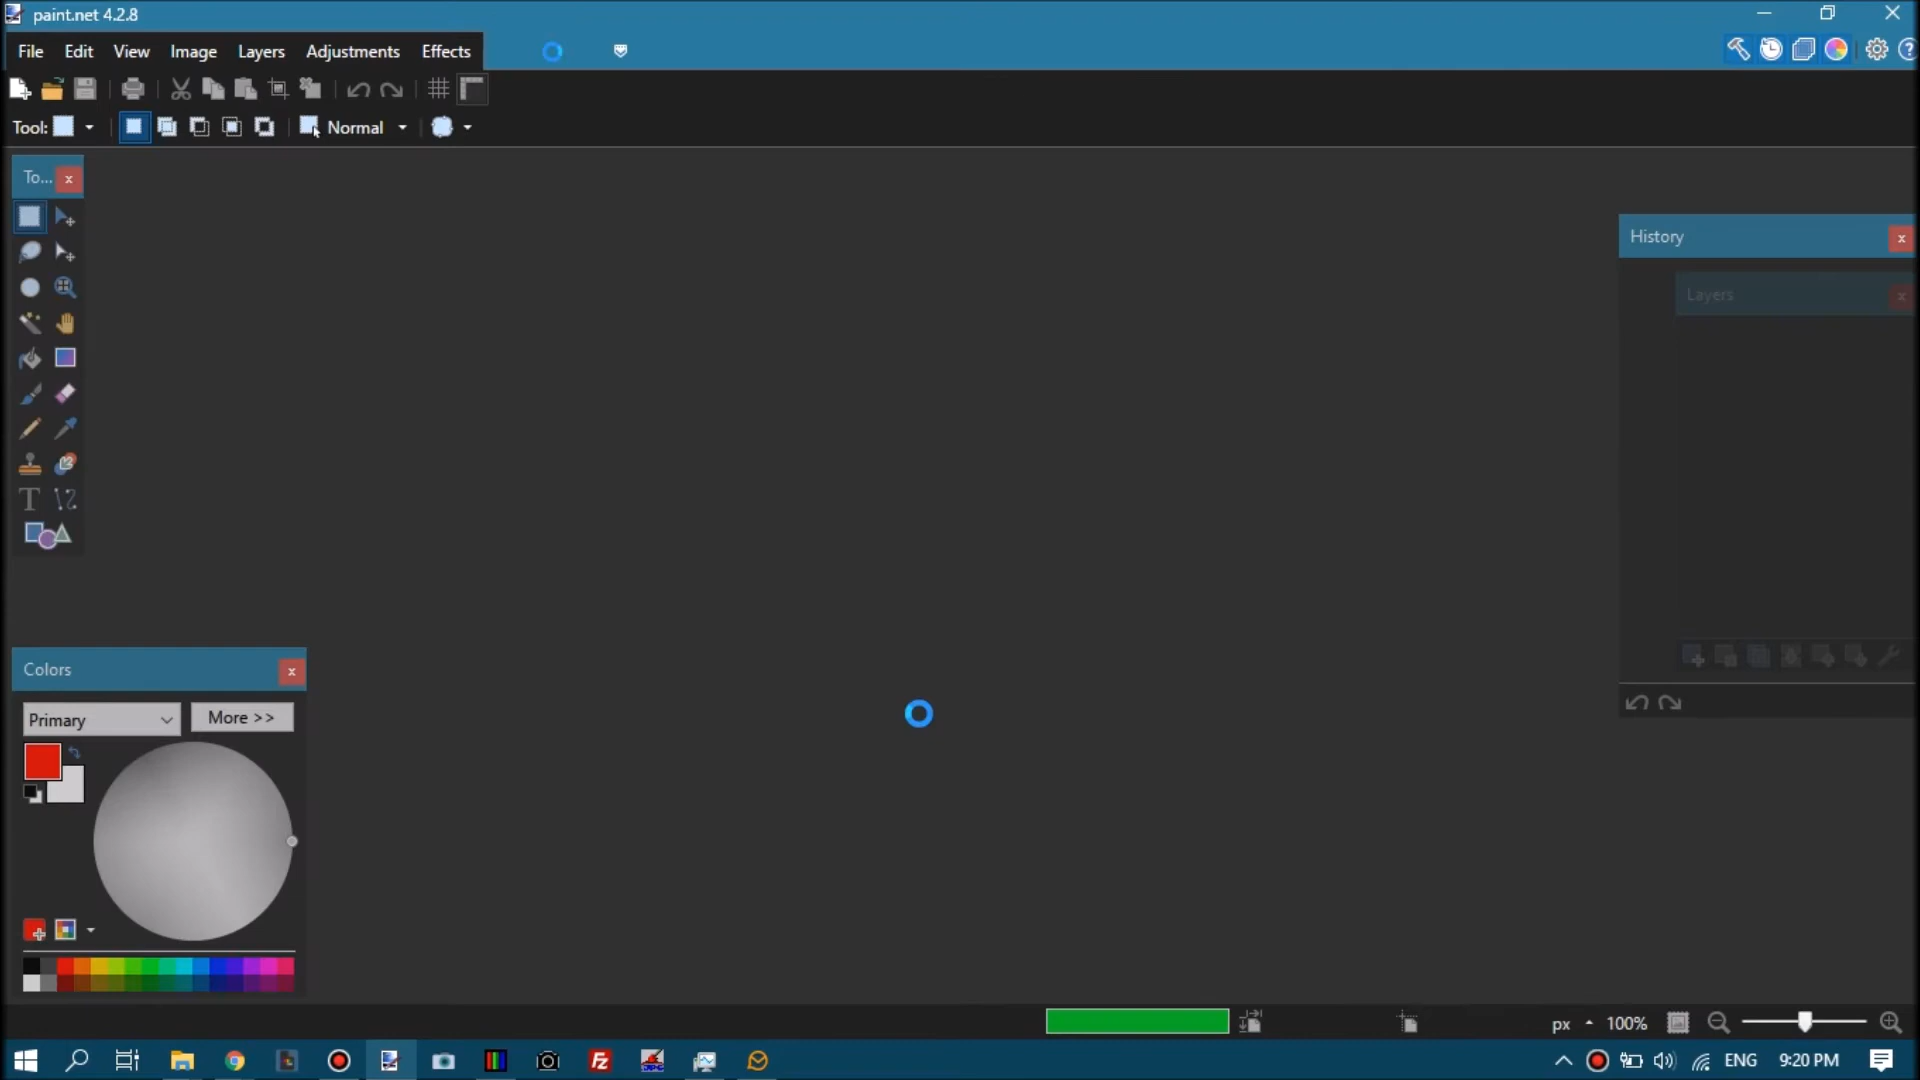 paint.net 4.2.8
File Edit View Image Layers Adjustments Effects
Tool: Normal
To... x
History x
Layers x
Colors x
Primary More >>
px 100%
ENG 9:20 PM